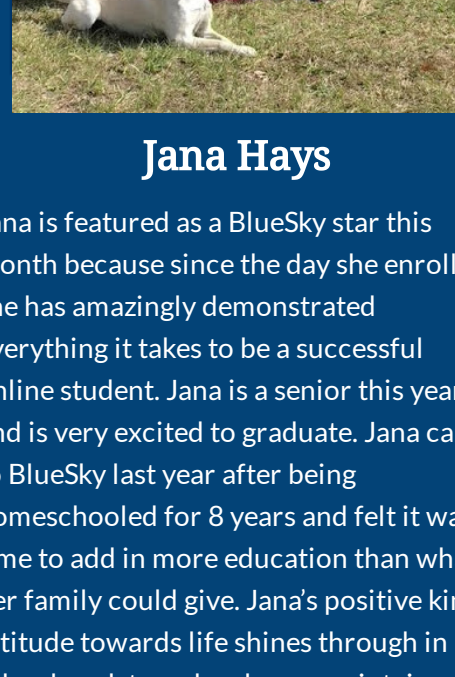 Jana Hays
na is featured as a BlueSky star this
onth because since the day she enroll
e has amazingly demonstrated
verything it takes to be a successful
nline student. Jana is a senior this year
nd is very excited to graduate. Jana ca
o BlueSky last year after being
omeschooled for 8 years and felt it wa
me to add in more education than wh
er family could give. Jana’s positive kin
titude towards life shines through in